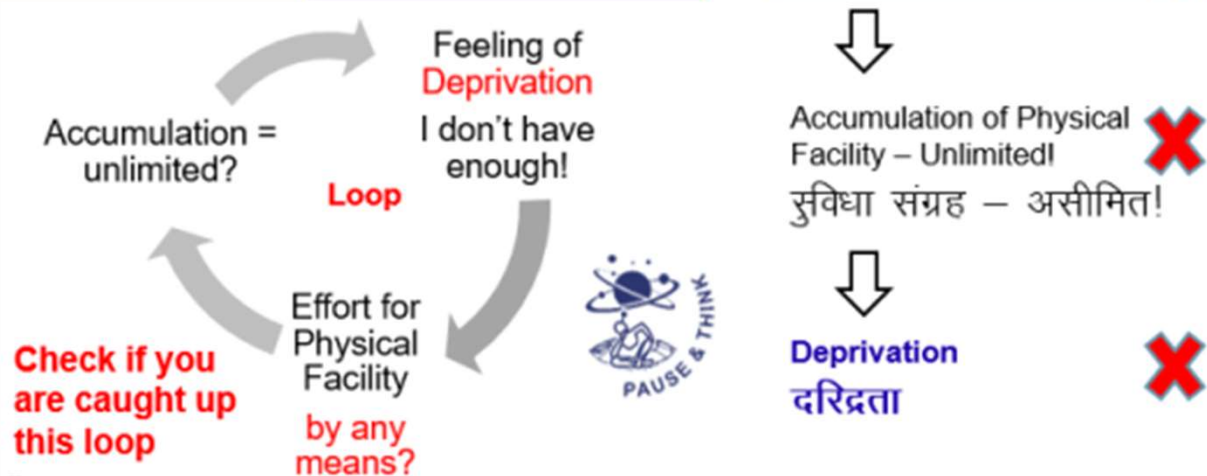 Feeling of
Deprivation
I don't have
enough!
Accumulation =
unlimited?
Loop
Effort for
Physical
Facility
by any
means?
Check if you
are caught up
this loop
PAUSE & THINK
Accumulation of Physical
Facility – Unlimited!
सुविधा संग्रह – असीमित!
Deprivation
दरिद्रता